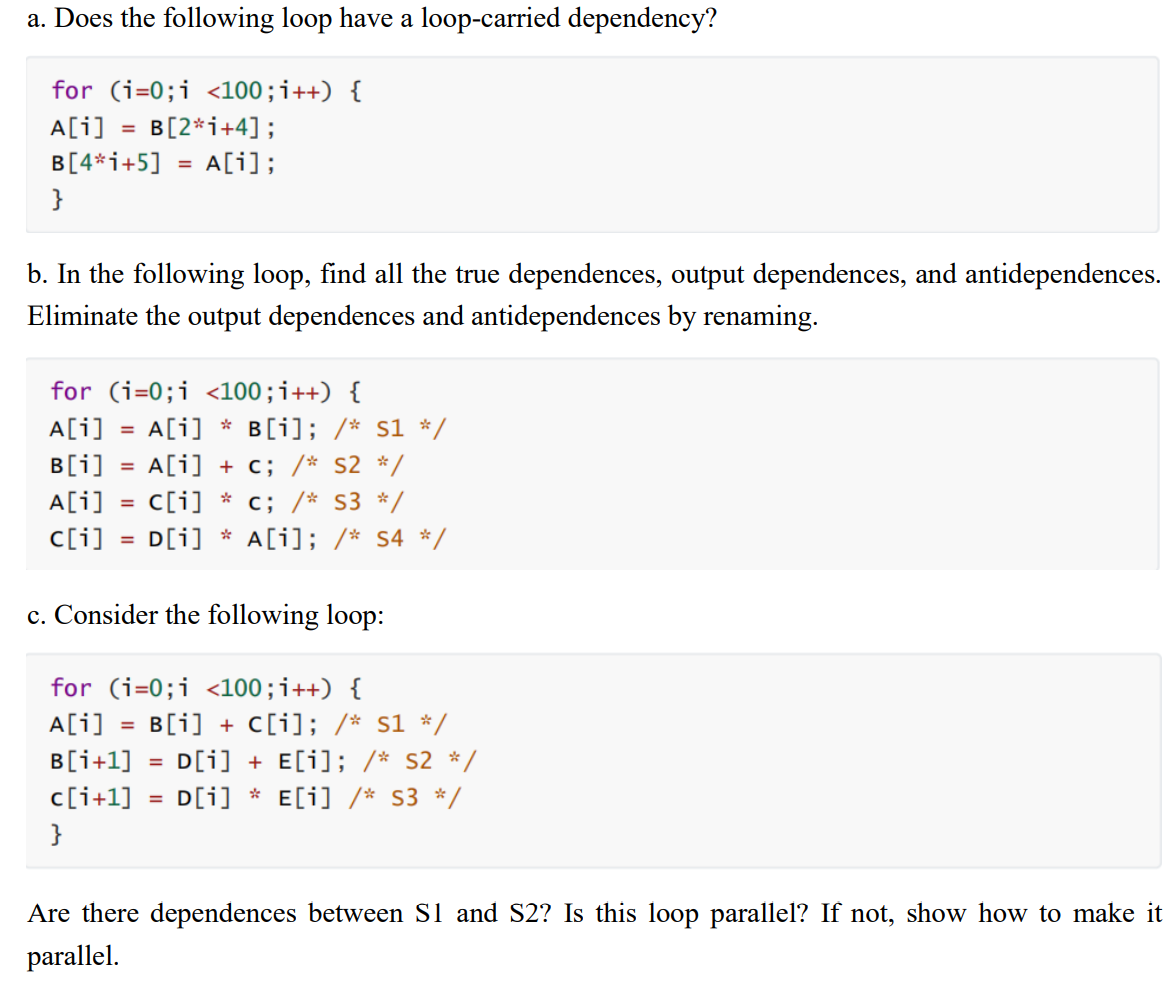 a. Does the following loop have a loop-carried dependency?
for (i=0;i <100;i++) {
A[i] = B[2*i+4];
B[4*i+5] = A[i];
}
b. In the following loop, find all the true dependences, output dependences, and antidependences.
Eliminate the output dependences and antidependences by renaming.
for (i=0;i <100;i++) {
A[i] = A[i] * B[i]; /* S1 */
B[i] = A[i] + c; /* S2 */
A[i] = C[i] * c; /* S3 */
C[i] = D[i] * A[i]; /* S4 */
c. Consider the following loop:
for (i=0;i <100;i++) {
A[i] = B[i] + C[i]; /* S1 */
B[i+1] = D[i] + E[i]; /* S2 */
C[i+1] = D[i] * E[i] /* S3 */
}
Are there dependences between S1 and S2? Is this loop parallel? If not, show how to make it
parallel.